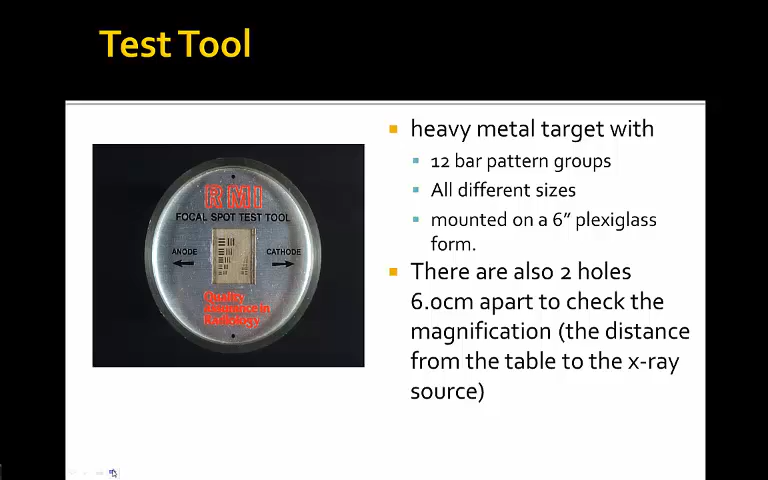 Test Tool
heavy metal target with
12 bar pattern groups
All different sizes
mounted on a 6” plexiglass
form.
There are also 2 holes
6.0cm apart to check the
magnification (the distance
from the table to the x-ray
source)
RMI
FOCAL SPOT TEST TOOL
ANODE CATHODE
Quality
Assurance in
Radiology